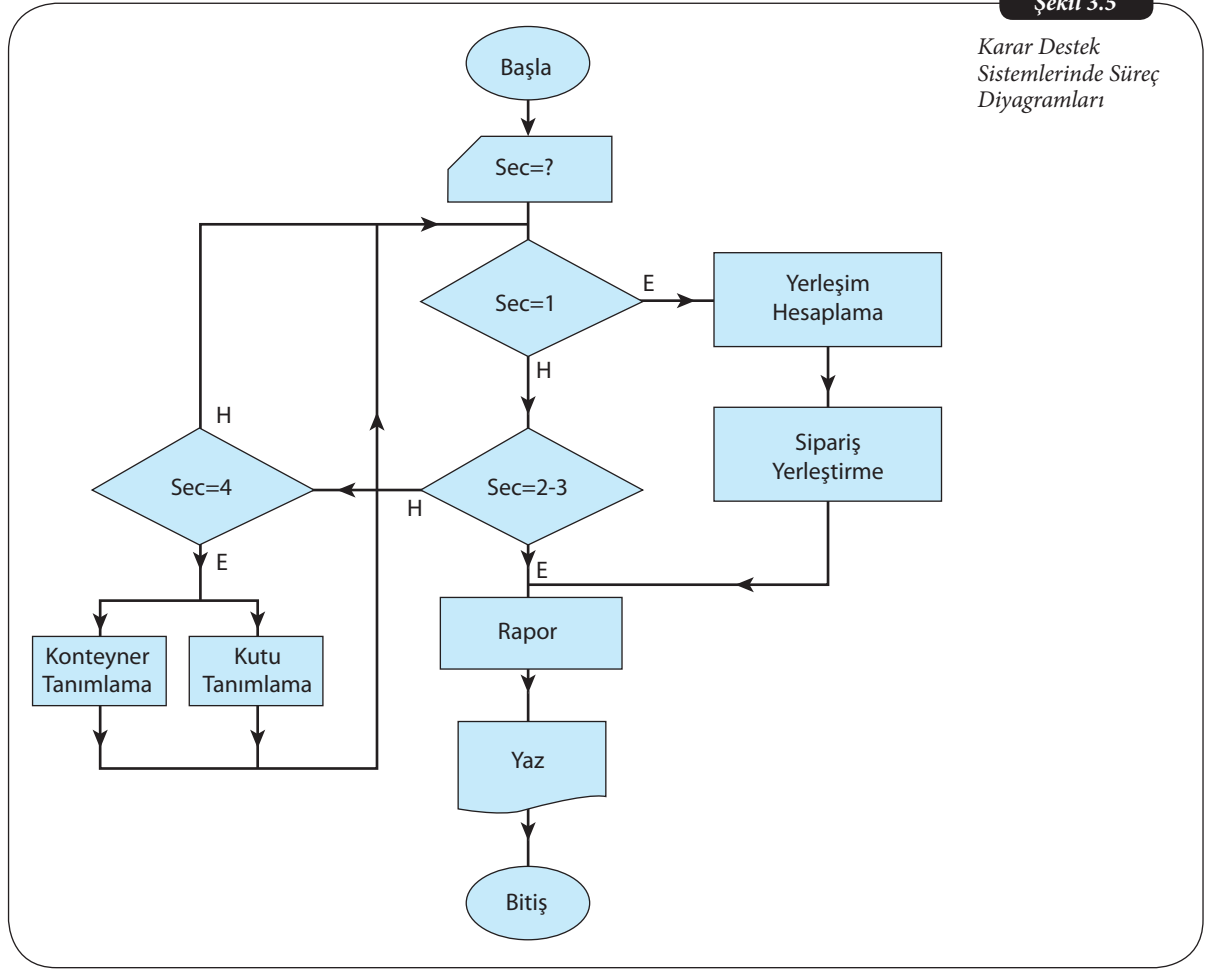 Şekil 3.5
Karar Destek
Sistemlerinde Süreç
Diyagramları
Başla
Sec=?
Sec=1
E
Yerleşim
Hesaplama
H
Sipariş
Yerleştirme
H
Sec=4
Sec=2-3
H
E
E
Konteyner
Tanımlama
Kutu
Tanımlama
Rapor
Yaz
Bitiş